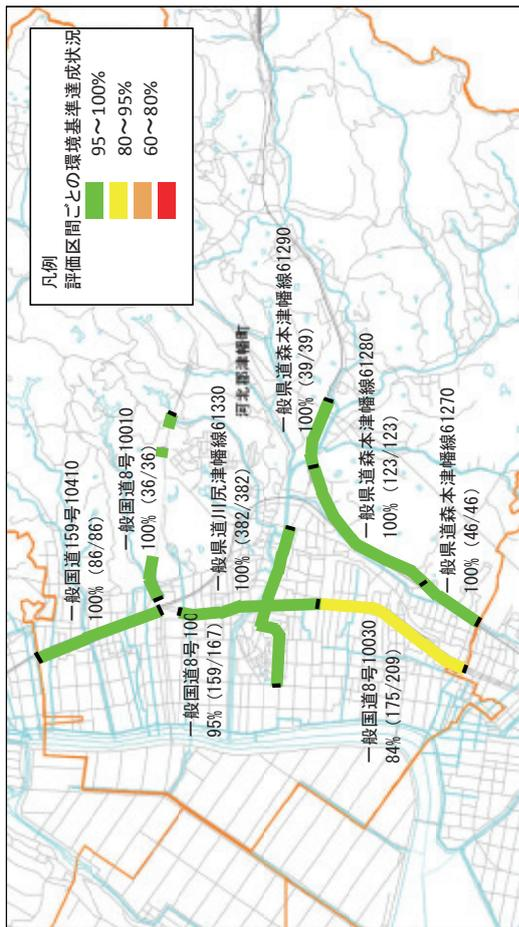 凡例
評価区間ごとの環境基準達成状況
95～100%
80～95%
60～80%
一般国道159号10410
100% (86/86)
一般国道8号10010
100% (36/36)
一般県道川尻津幡線61330
100% (382/382)
河北郡津幡町
一般国道8号100
95% (159/167)
一般県道森本津幡線61290
100% (39/39)
一般県道森本津幡線61280
100% (123/123)
一般県道森本津幡線61270
100% (46/46)
一般国道8号10030
84% (175/209)